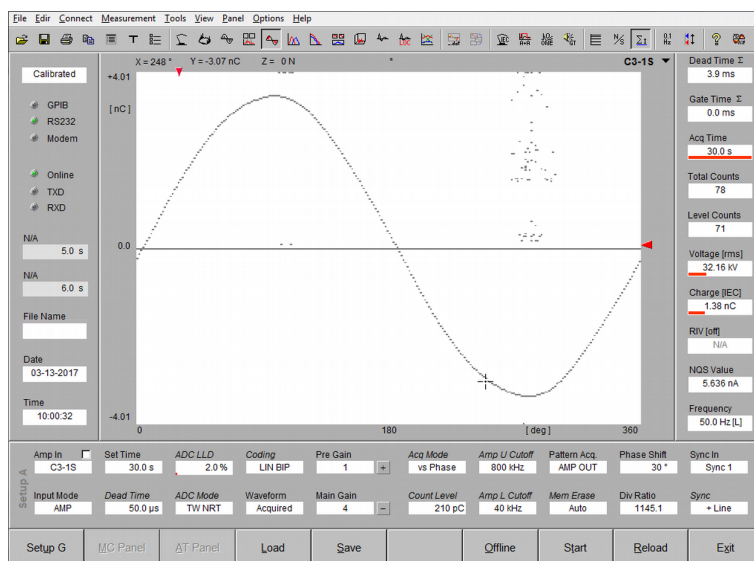 File Edit Connect Measurement Tools View Panel Options Help
T N/S Σ± 0.1 Hz
Calibrated
GPIB
RS232
Modem
Online
TXD
RXD
N/A
5.0 s
N/A
6.0 s
File Name
Date
03-13-2017
Time
10:00:32
X = 248 ° Y = -3.07 nC Z = 0 N * C3-1S
+4.01
[ nC ]
0.0
-4.01
0 180 [ deg ] 360
Dead Time Σ
3.9 ms
Gate Time Σ
0.0 ms
Acq Time
30.0 s
Total Counts
78
Level Counts
71
Voltage [rms]
32.16 kV
Charge [IEC]
1.38 nC
RIV [off]
N/A
NQS Value
5.636 nA
Frequency
50.0 Hz [L]
Setup A
Amp In Set Time ADC LLD Coding Pre Gain Acq Mode Amp U Cutoff Pattern Acq. Phase Shift Sync In
C3-1S 30.0 s 2.0 % LIN BIP 1 + vs Phase 800 kHz AMP OUT 30 ° Sync 1
Input Mode Dead Time ADC Mode Waveform Main Gain Count Level Amp L Cutoff Mem Erase Div Ratio Sync
AMP 50.0 µs TW NRT Acquired 4 – 210 pC 40 kHz Auto 1145.1 + Line
Setup G MC Panel AT Panel Load Save Offline Start Reload Exit